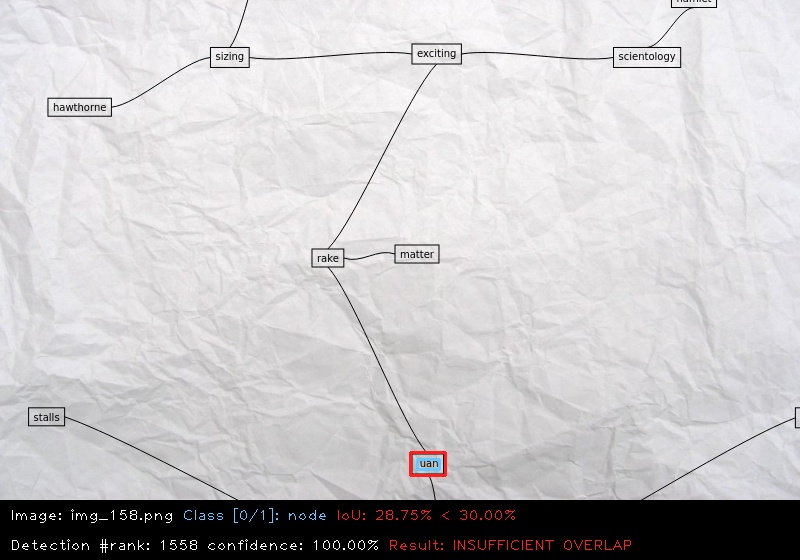 hamlet
sizing
exciting
scientology
hawthorne
rake
matter
stalls
uan
Image: img_158.png Class [0/1]: node IoU: 28.75% < 30.00%
Detection #rank: 1558 confidence: 100.00% Result: INSUFFICIENT OVERLAP